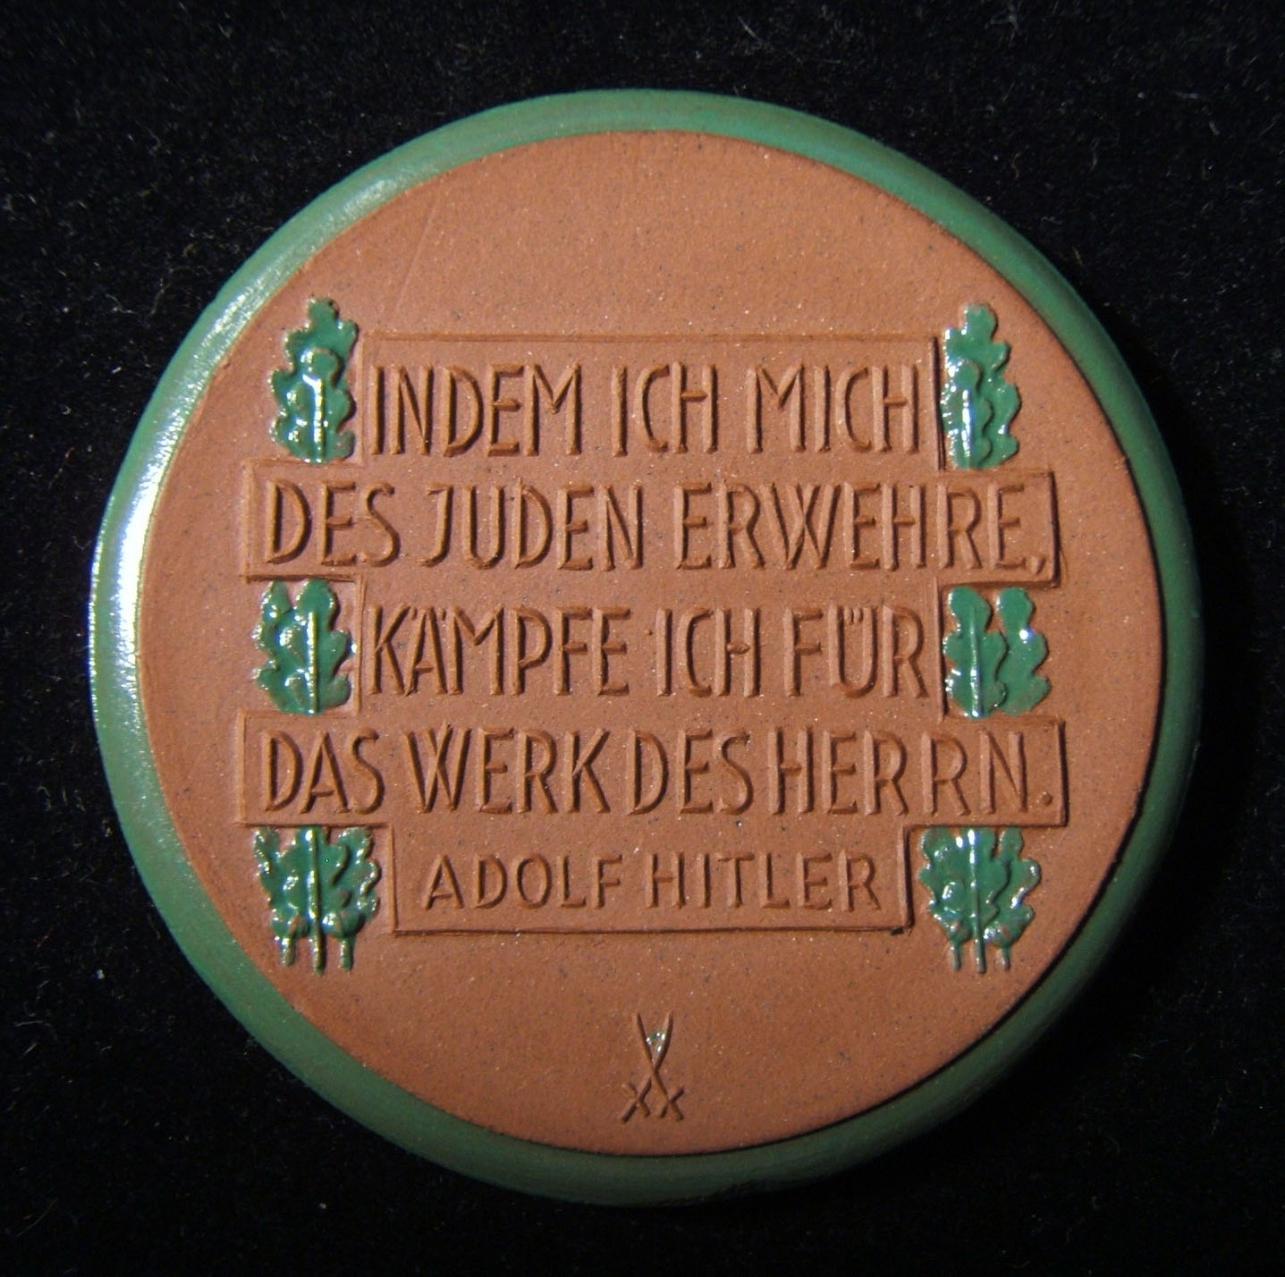 INDEM ICH MICH
DES JUDEN ERWEHRE,
KÄMPFE ICH FÜR
DAS WERK DES HERRN.
ADOLF HITLER